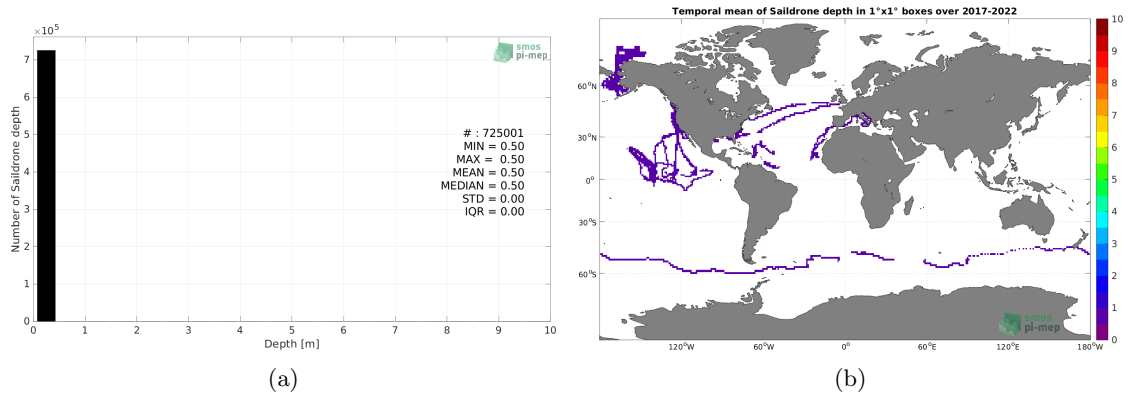 ×10⁵
7
6
5
4
3
2
1
0
Number of Saildrone depth
smos
pi-mep
# : 725001
MIN = 0.50
MAX = 0.50
MEAN = 0.50
MEDIAN = 0.50
STD = 0.00
IQR = 0.00
0 1 2 3 4 5 6 7 8 9 10
Depth [m]
(a)
Temporal mean of Saildrone depth in 1°x1° boxes over 2017-2022
60°N
30°N
0°
30°S
60°S
120°W 60°W 0° 60°E 120°E 180°W
smos
pi-mep
10
9
8
7
6
5
4
3
2
1
0
(b)